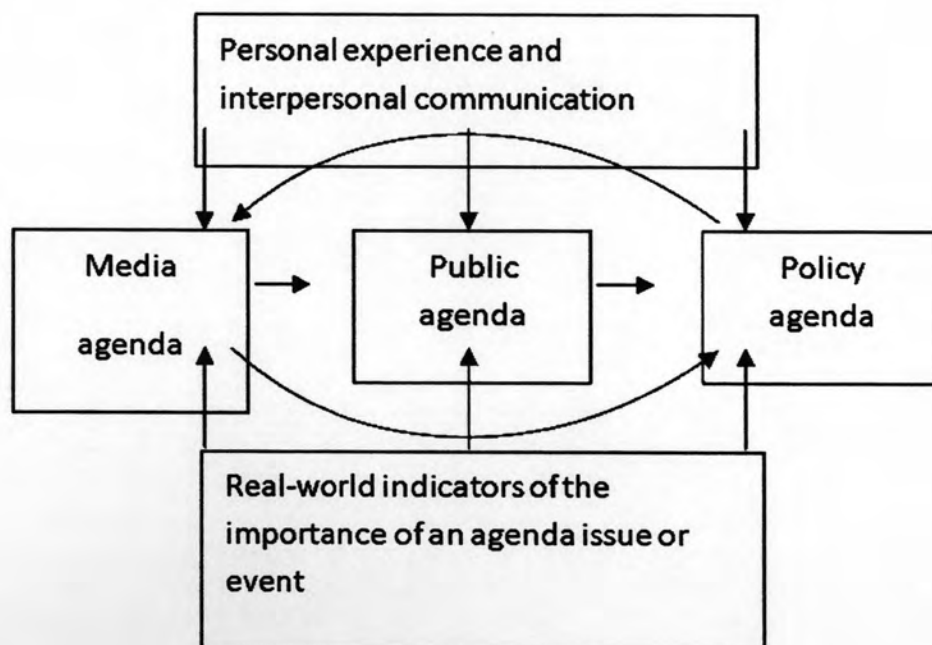 Personal experience and
interpersonal communication
Media
agenda
Public
agenda
Policy
agenda
Real-world indicators of the
importance of an agenda issue or
event